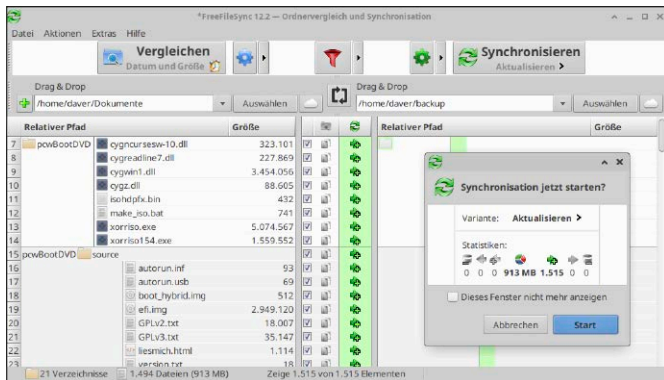 *FreeFileSync 12.2 — Ordnervergleich und Synchronisation
Datei Aktionen Extras Hilfe
Vergleichen
Datum und Größe
Synchronisieren
Aktualisieren >
Drag & Drop
/home/daver/Dokumente
Auswählen
Drag & Drop
/home/daver/backup
Auswählen
Relativer Pfad Größe
Relativer Pfad Größe
7 pcwBootDVD cygncursesw-10.dll 323.101
8 cygreadline7.dll 227.869
9 cygwin1.dll 3.454.056
10 cygz.dll 88.605
11 isohdpfx.bin 432
12 make_iso.bat 741
13 xorriso.exe 5.074.567
14 xorriso154.exe 1.559.552
15 pcwBootDVD source
16 autorun.inf 93
17 autorun.usb 69
18 boot_hybrid.img 512
19 efi.img 2.949.120
20 GPLv2.txt 18.007
21 GPLv3.txt 35.147
22 liesmich.html 1.114
23 version.txt 18
Synchronisation jetzt starten?
Variante: Aktualisieren >
Statistiken:
0 0 0 913 MB 1.515 0 0
Dieses Fenster nicht mehr anzeigen
Abbrechen Start
21 Verzeichnisse 1.494 Dateien (913 MB) Zeige 1.515 von 1.515 Elementen